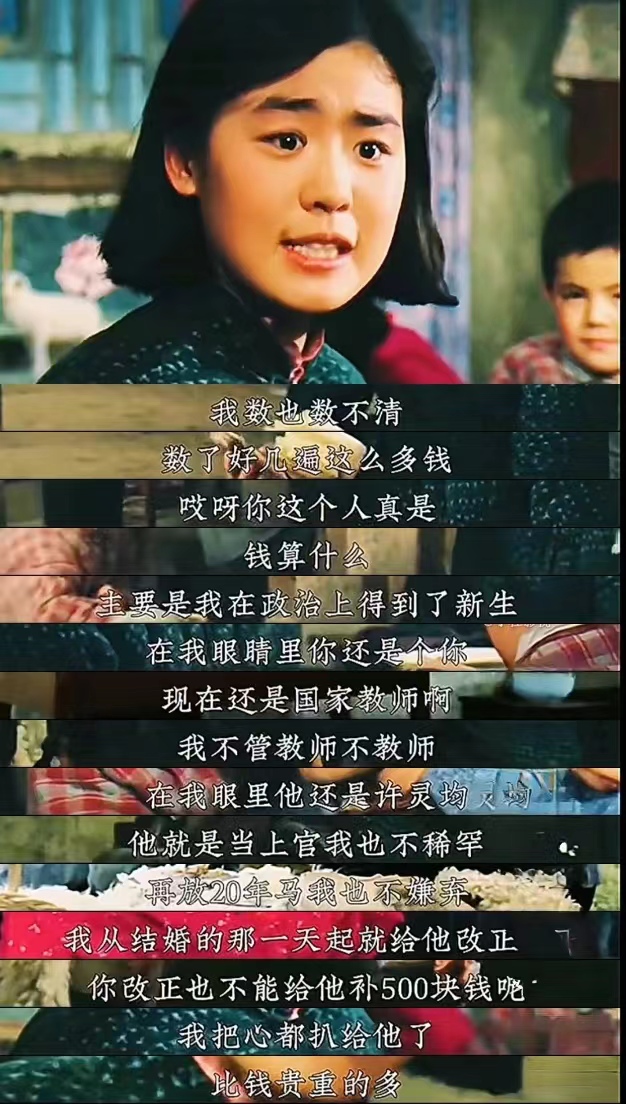 我数也数不清
数了好几遍这么多钱
哎呀你这个人真是
钱算什么
主要是我在政治上得到了新生
在我眼睛里你还是个你
现在还是国家教师啊
我不管教师不教师
在我眼里他还是许灵均
他就是当上官我也不稀罕
再放20年马我也不嫌弃
我从结婚的那一天起就给他改正
你改正也不能给他补500块钱呢
我把心都扒给他了
比钱贵重的多